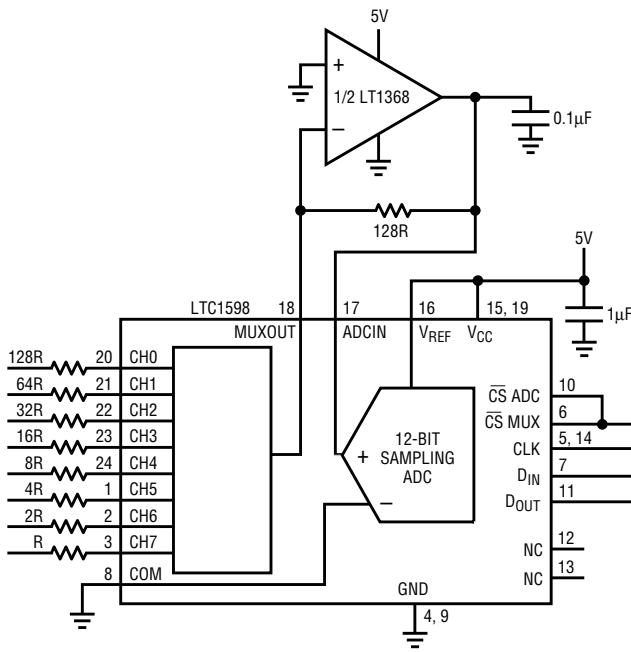 5V
+
1/2 LT1368
−
0.1µF
128R
5V
LTC1598
18
17
16
15, 19
1µF
MUXOUT
ADCIN
VREF
VCC
128R
20
CH0
64R
21
CH1
32R
22
CH2
16R
23
CH3
8R
24
CH4
4R
1
CH5
2R
2
CH6
R
3
CH7
8
COM
+
12-BIT
SAMPLING
ADC
−
10
CS ADC
6
CS MUX
5, 14
CLK
7
DIN
11
DOUT
12
NC
13
NC
GND
4, 9